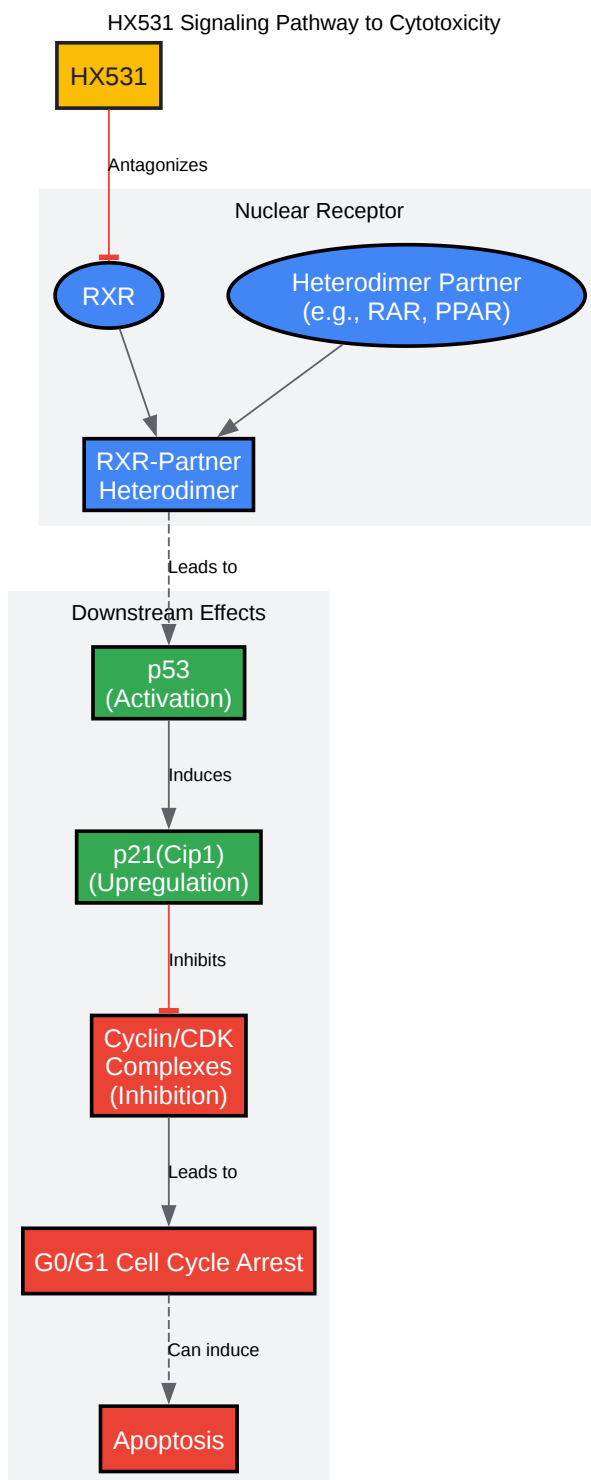 HX531 Signaling Pathway to Cytotoxicity
HX531
Antagonizes
Nuclear Receptor
RXR
Heterodimer Partner
(e.g., RAR, PPAR)
RXR-Partner
Heterodimer
Leads to
Downstream Effects
p53
(Activation)
Induces
p21(Cip1)
(Upregulation)
Inhibits
Cyclin/CDK
Complexes
(Inhibition)
Leads to
G0/G1 Cell Cycle Arrest
Can induce
Apoptosis